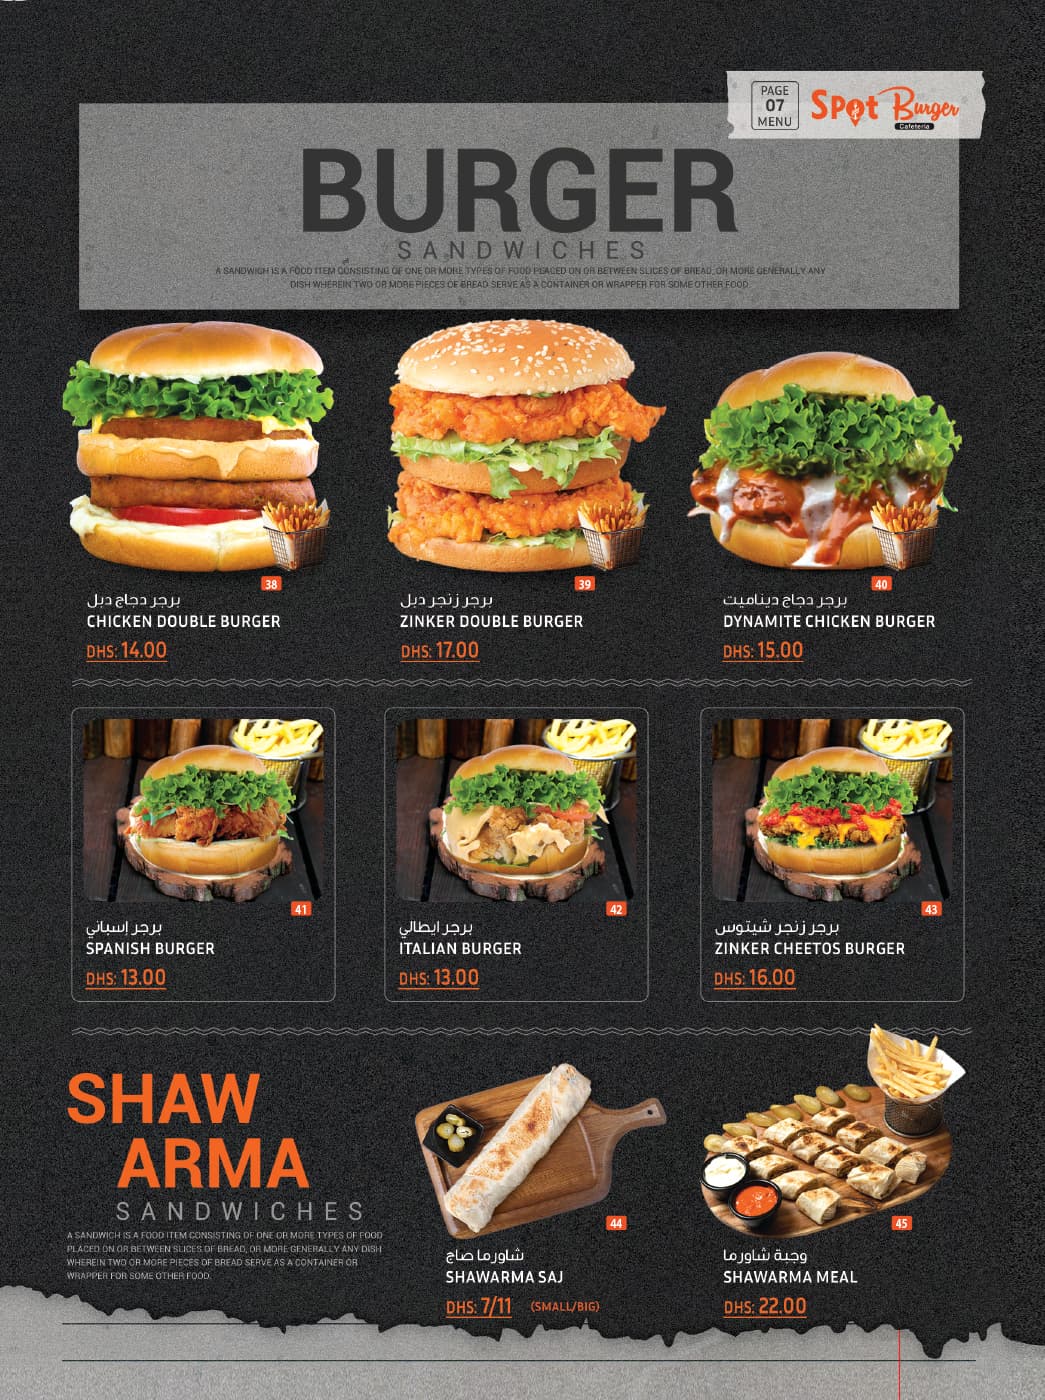 PAGE
07
MENU
SPOT Burger
Cafeteria
BURGER
SANDWICHES
A SANDWICH IS A FOOD ITEM CONSISTING OF ONE OR MORE TYPES OF FOOD PLACED ON OR BETWEEN SLICES OF BREAD, OR MORE GENERALLY ANY
DISH WHEREIN TWO OR MORE PIECES OF BREAD SERVE AS A CONTAINER OR WRAPPER FOR SOME OTHER FOOD.
38
برجر دجاج دبل
CHICKEN DOUBLE BURGER
DHS: 14.00
39
برجر زنجر دبل
ZINKER DOUBLE BURGER
DHS: 17.00
40
برجر دجاج ديناميت
DYNAMITE CHICKEN BURGER
DHS: 15.00
41
برجر إسباني
SPANISH BURGER
DHS: 13.00
42
برجر ايطالي
ITALIAN BURGER
DHS: 13.00
43
برجر زنجر شيتوس
ZINKER CHEETOS BURGER
DHS: 16.00
SHAW
ARMA
SANDWICHES
A SANDWICH IS A FOOD ITEM CONSISTING OF ONE OR MORE TYPES OF FOOD
PLACED ON OR BETWEEN SLICES OF BREAD, OR MORE GENERALLY ANY DISH
WHEREIN TWO OR MORE PIECES OF BREAD SERVE AS A CONTAINER OR
WRAPPER FOR SOME OTHER FOOD.
44
شاورما صاج
SHAWARMA SAJ
DHS: 7/11 (SMALL/BIG)
45
وجبة شاورما
SHAWARMA MEAL
DHS: 22.00